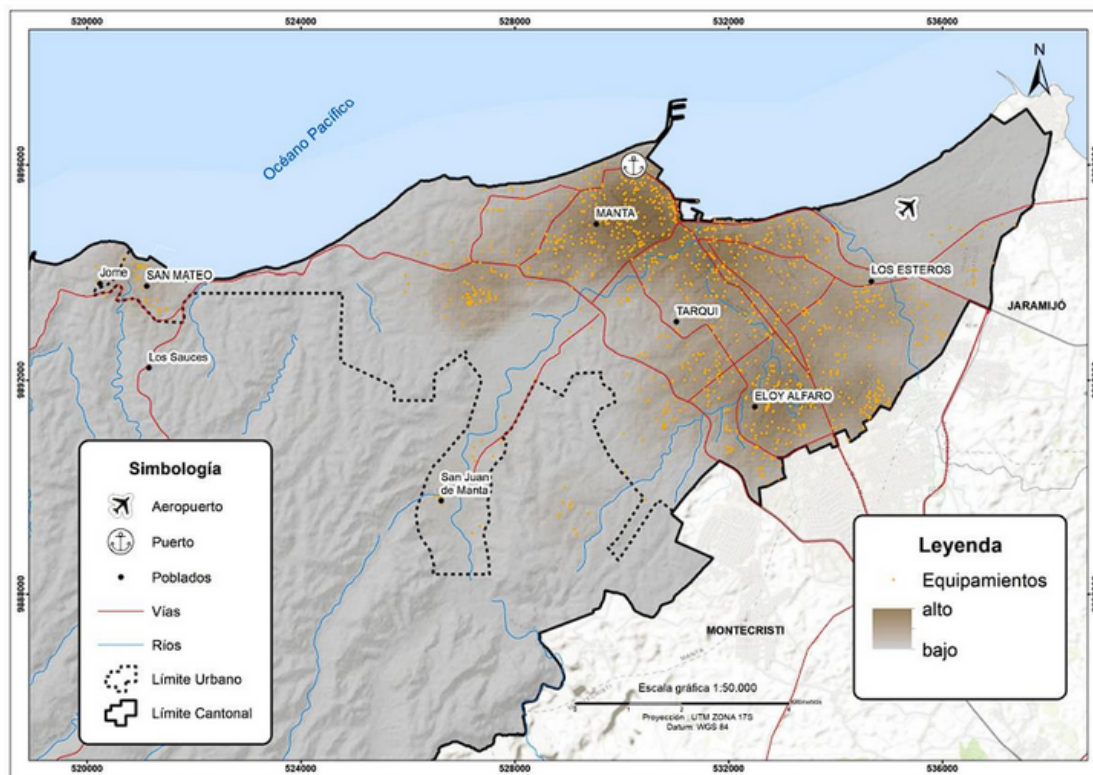 520000
524000
528000
532000
536000
N
Océano Pacífico
9896000
MANTA
Jome
SAN MATEO
LOS ESTEROS
JARAMIJÓ
TARQUI
Los Sauces
9892000
ELOY ALFARO
San Juan
de Manta
Simbología
Aeropuerto
Puerto
Poblados
Vías
Ríos
Límite Urbano
Límite Cantonal
Leyenda
Equipamientos
alto
bajo
9888000
MONTECRISTI
MANTA
Escala gráfica 1:50.000
Proyección : UTM ZONA 17S
Datum: WGS 84
520000
524000
528000
532000
536000